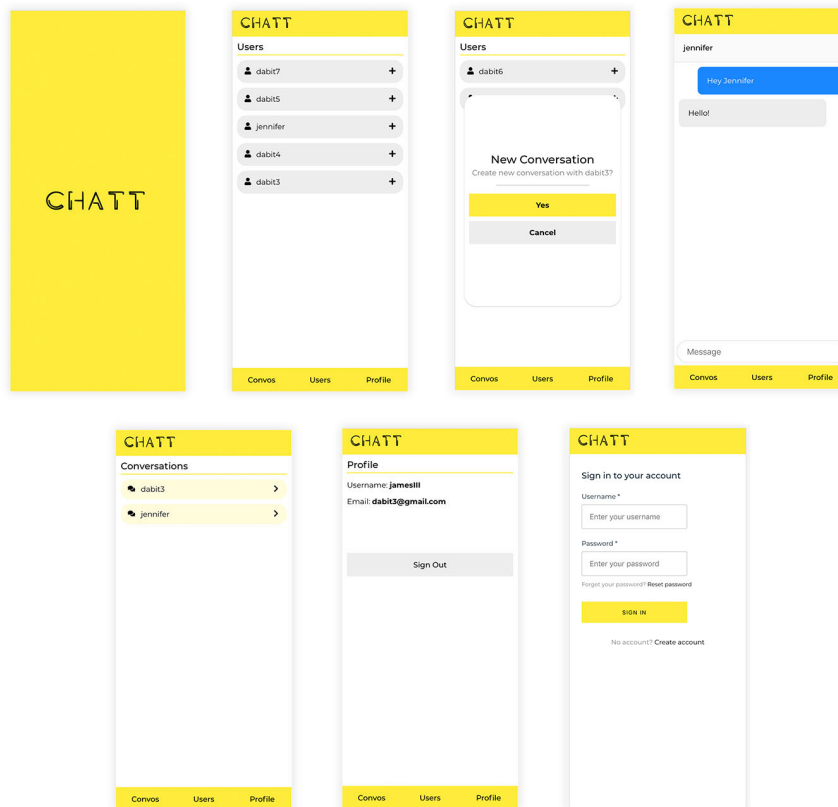 CHATT
CHATT
Users
dabit7
dabit5
jennifer
dabit4
dabit3
Convos Users Profile
CHATT
Users
dabit6
New Conversation
Create new conversation with dabit3?
Yes
Cancel
Convos Users Profile
CHATT
jennifer
Hey Jennifer
Hello!
Message
Convos Users Profile
CHATT
Conversations
dabit3
jennifer
Convos Users Profile
CHATT
Profile
Username: jamesIII
Email: dabit3@gmail.com
Sign Out
Convos Users Profile
CHATT
Sign in to your account
Username *
Enter your username
Password *
Enter your password
Forget your password? Reset password
SIGN IN
No account? Create account